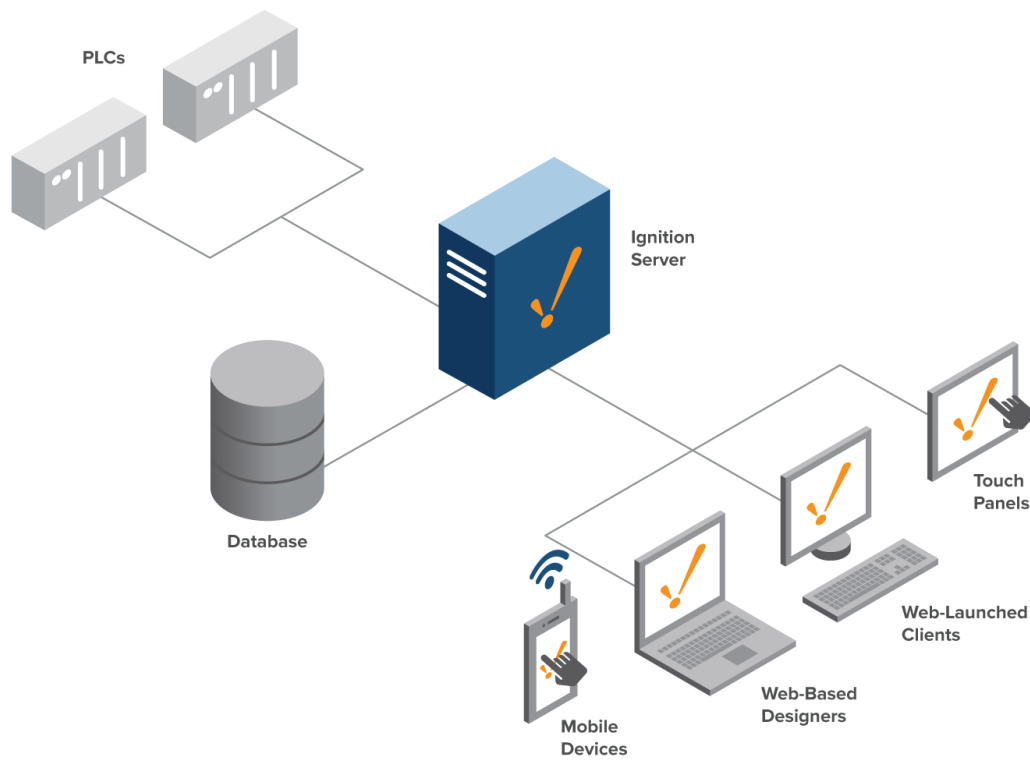 PLCs
Ignition
Server
Database
Touch
Panels
Web-Launched
Clients
Web-Based
Designers
Mobile
Devices